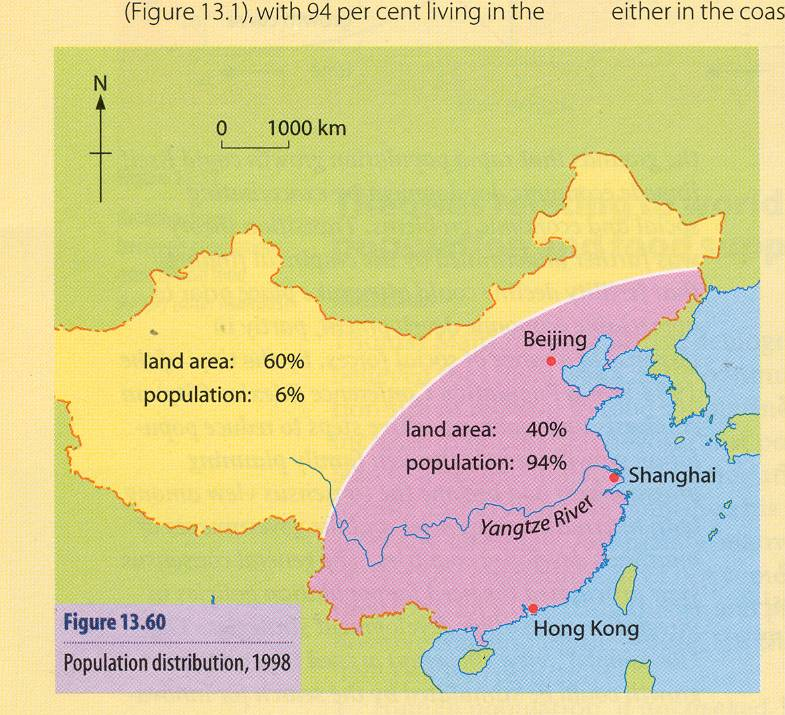 (Figure 13.1), with 94 per cent living in the
either in the coas
N
0 1000 km
Beijing
land area: 60%
population: 6%
land area: 40%
population: 94%
Shanghai
Yangtze River
Hong Kong
Figure 13.60
Population distribution, 1998